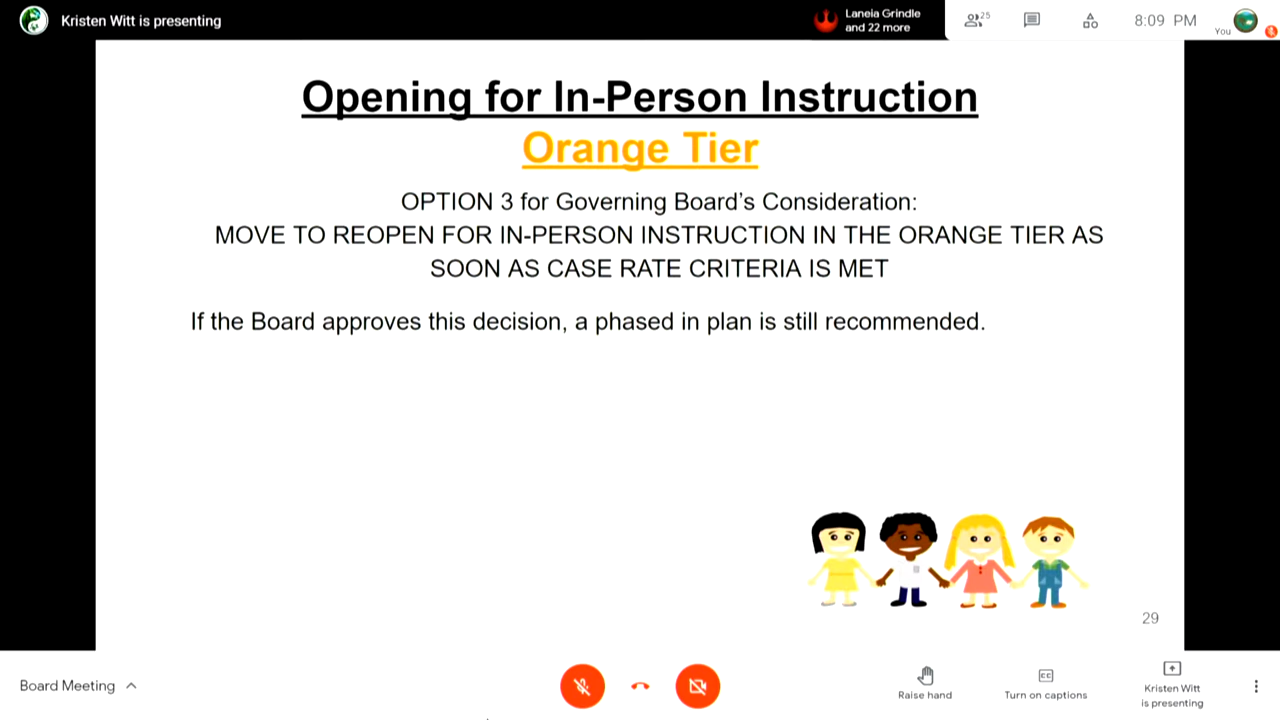 Kristen Witt is presenting
Laneia Grindle
and 22 more
25
8:09 PM
You
Opening for In-Person Instruction
Orange Tier
OPTION 3 for Governing Board's Consideration:
MOVE TO REOPEN FOR IN-PERSON INSTRUCTION IN THE ORANGE TIER AS
SOON AS CASE RATE CRITERIA IS MET
If the Board approves this decision, a phased in plan is still recommended.
29
Board Meeting
Raise hand
CC
Turn on captions
Kristen Witt
is presenting